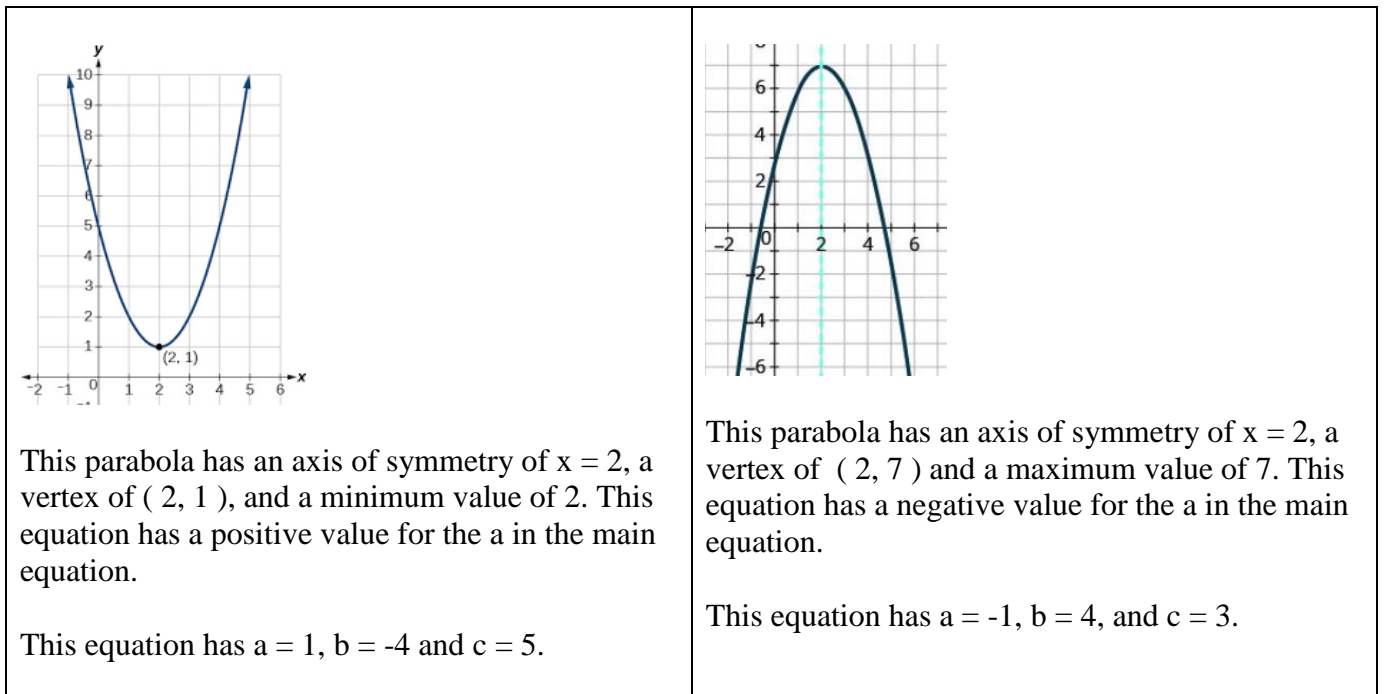 y
10
9
8
7
6
5
4
3
2
1
(2, 1)
x
-2 -1 0 1 2 3 4 5 6
This parabola has an axis of symmetry of x = 2, a
vertex of ( 2, 1 ), and a minimum value of 2. This
equation has a positive value for the a in the main
equation.
This equation has a = 1, b = -4 and c = 5.
6
4
2
-2 0 2 4 6
-2
-4
-6
This parabola has an axis of symmetry of x = 2, a
vertex of ( 2, 7 ) and a maximum value of 7. This
equation has a negative value for the a in the main
equation.
This equation has a = -1, b = 4, and c = 3.